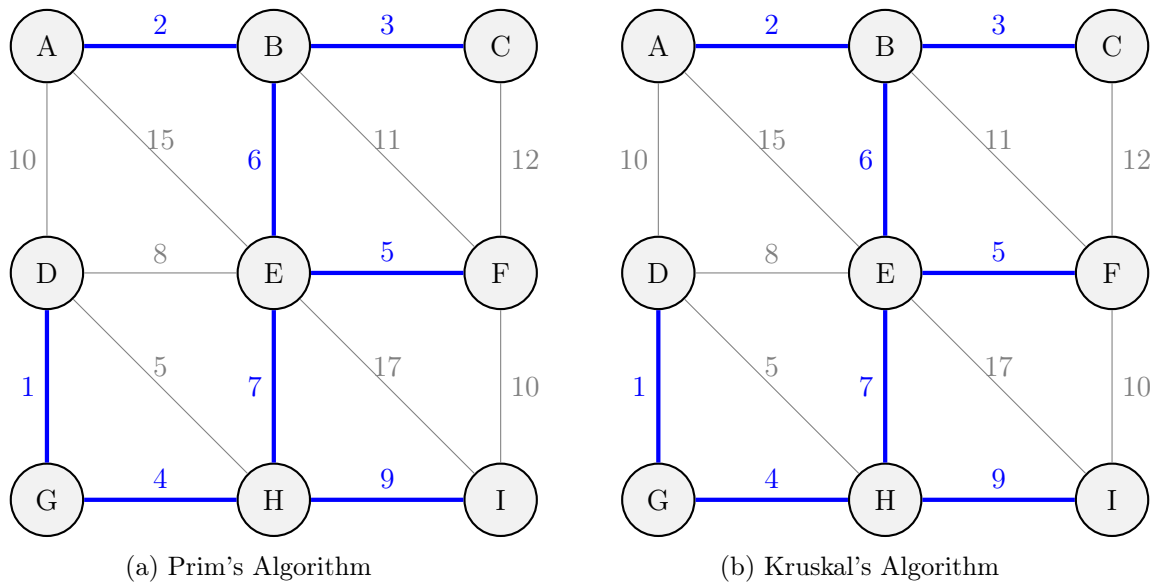 2 3 2 3
A B C A B C
15 11 15 11
10 6 12 10 6 12
8 5 8 5
D E F D E F
5 17 5 17
1 7 10 1 7 10
4 9 4 9
G H I G H I
(a) Prim's Algorithm
(b) Kruskal's Algorithm